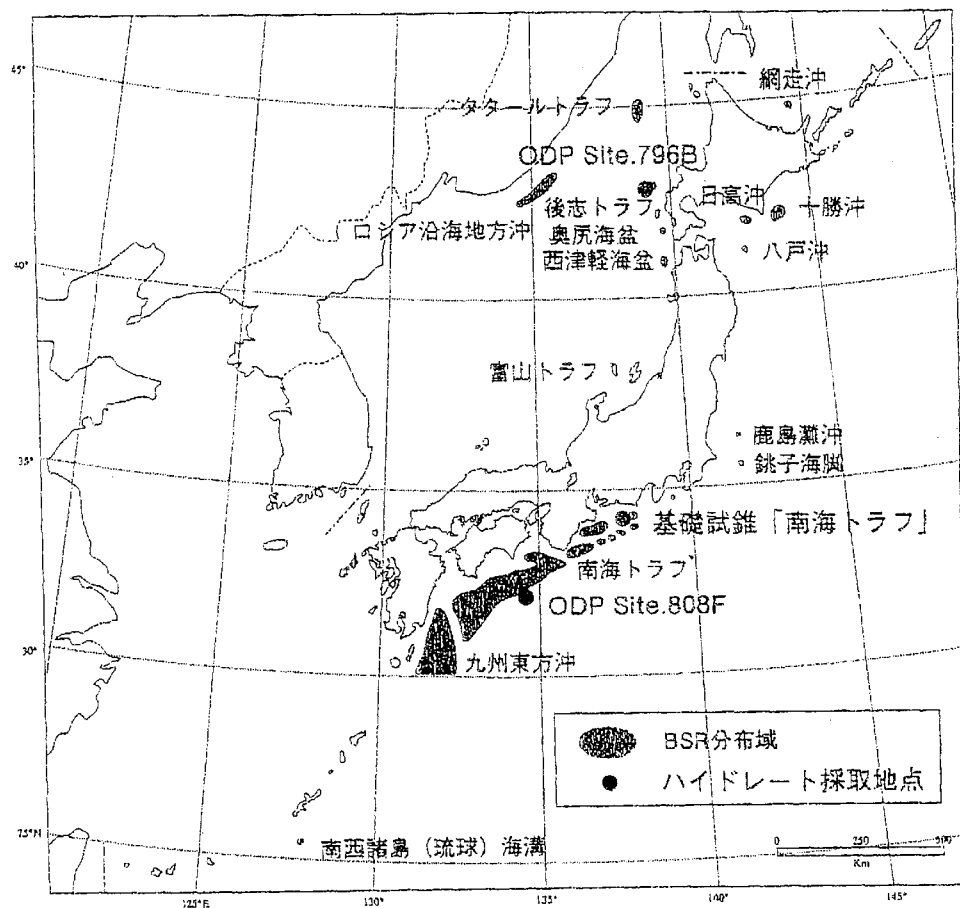 45°
網走沖
タタールトラフ
ODP Site.796B
日高沖
後志トラフ
十勝沖
ロシア沿海地方沖
奥尻海盆
八戸沖
40°
西津軽海盆
富山トラフ
鹿島灘沖
35°
銚子海脚
基礎試錐「南海トラフ」
南海トラフ
ODP Site.808F
30°
九州東方沖
BSR分布域
ハイドレート採取地点
25°N
南西諸島（琉球）海溝
0 250 500
Km
125°E 130° 135° 140° 145°